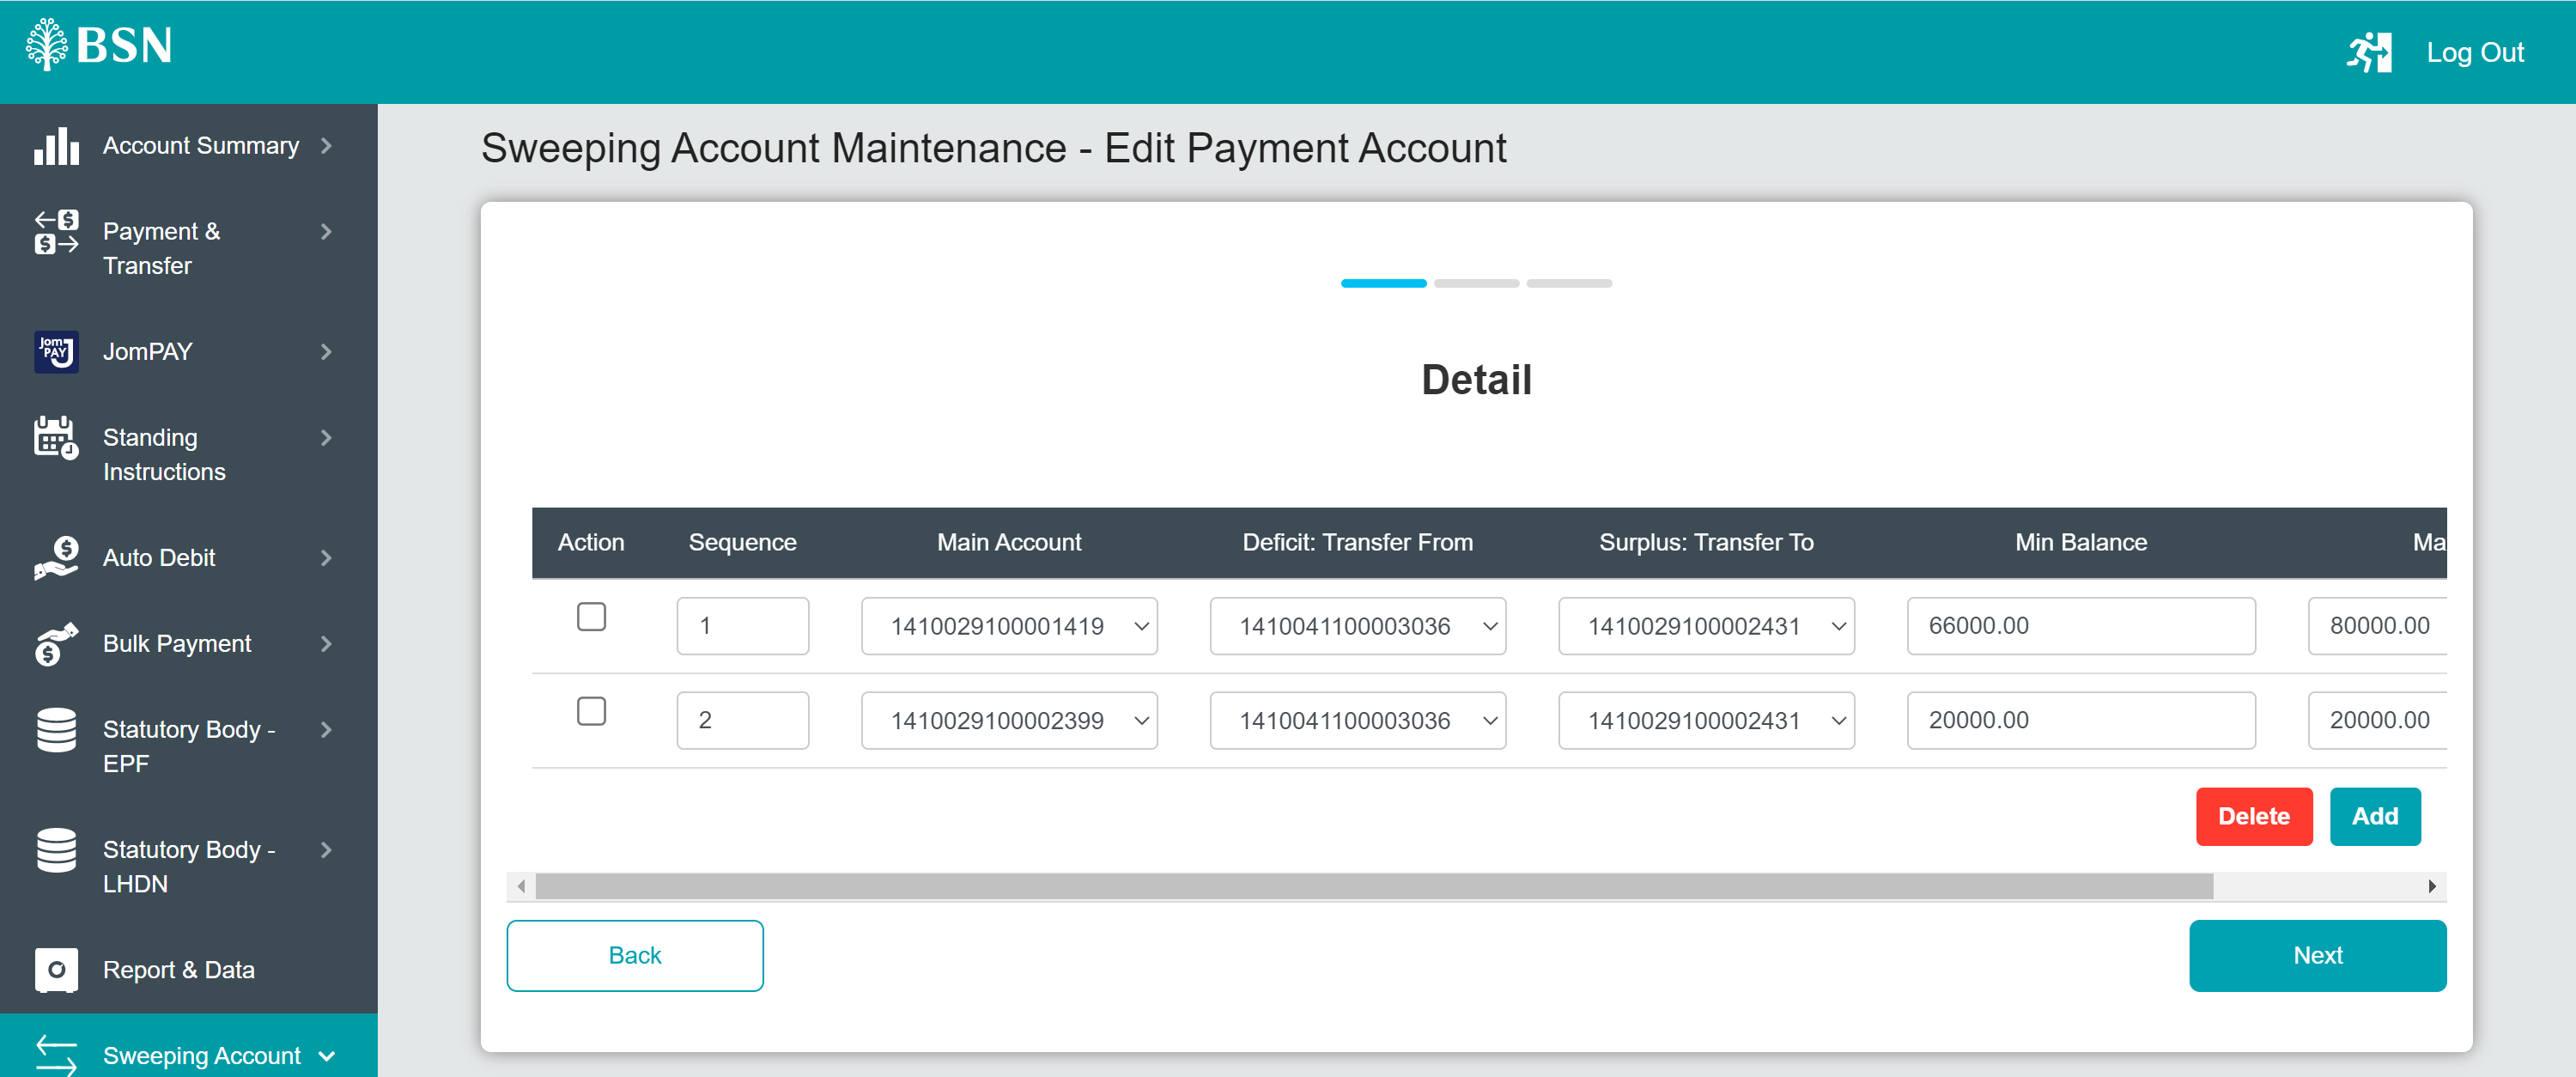 BSN
Log Out
Account Summary
Payment &
Transfer
Jom
PAY
JomPAY
Standing
Instructions
Auto Debit
Bulk Payment
Statutory Body -
EPF
Statutory Body -
LHDN
Report & Data
Sweeping Account
Sweeping Account Maintenance - Edit Payment Account
Detail
Action Sequence Main Account Deficit: Transfer From Surplus: Transfer To Min Balance Ma
1 1410029100001419 1410041100003036 1410029100002431 66000.00 80000.00
2 1410029100002399 1410041100003036 1410029100002431 20000.00 20000.00
Delete Add
Back Next